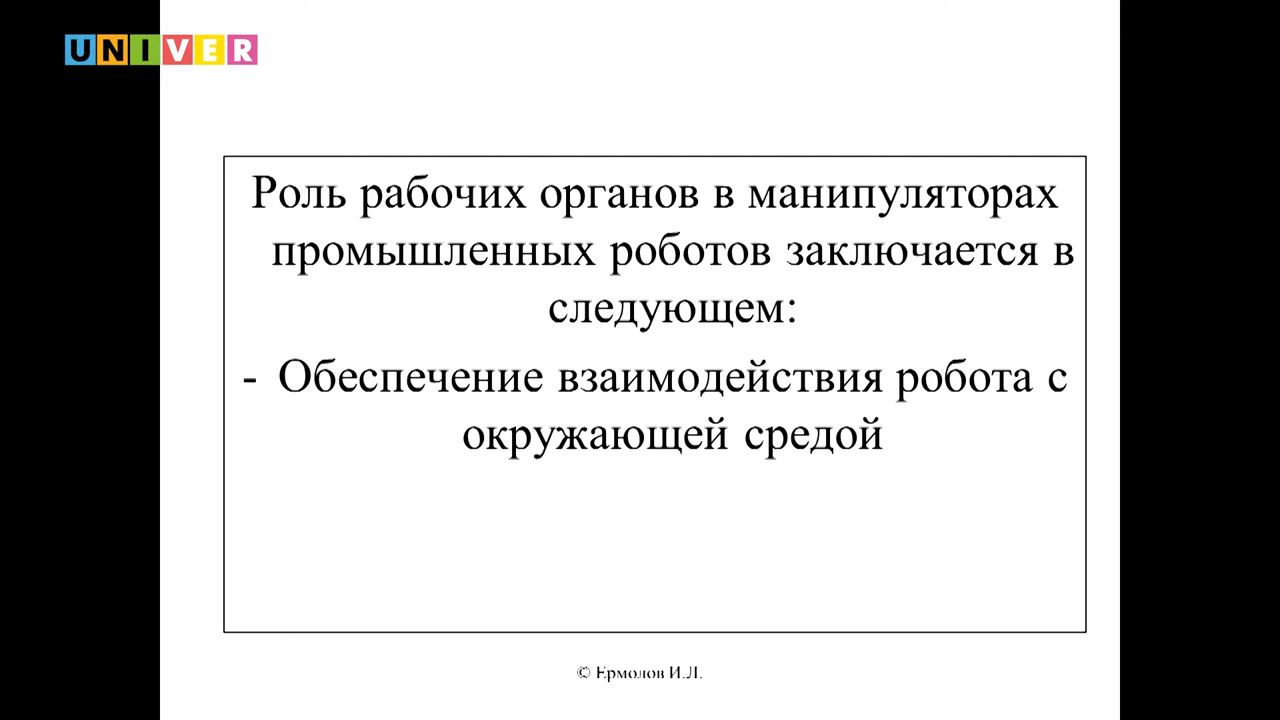 UNIVER
Роль рабочих органов в манипуляторах
промышленных роботов заключается в
следующем:
- Обеспечение взаимодействия робота с
окружающей средой
© Ермолов И.Л.